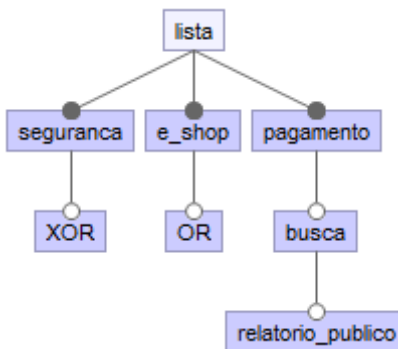 lista
seguranca e_shop pagamento
XOR OR busca
relatorio_publico